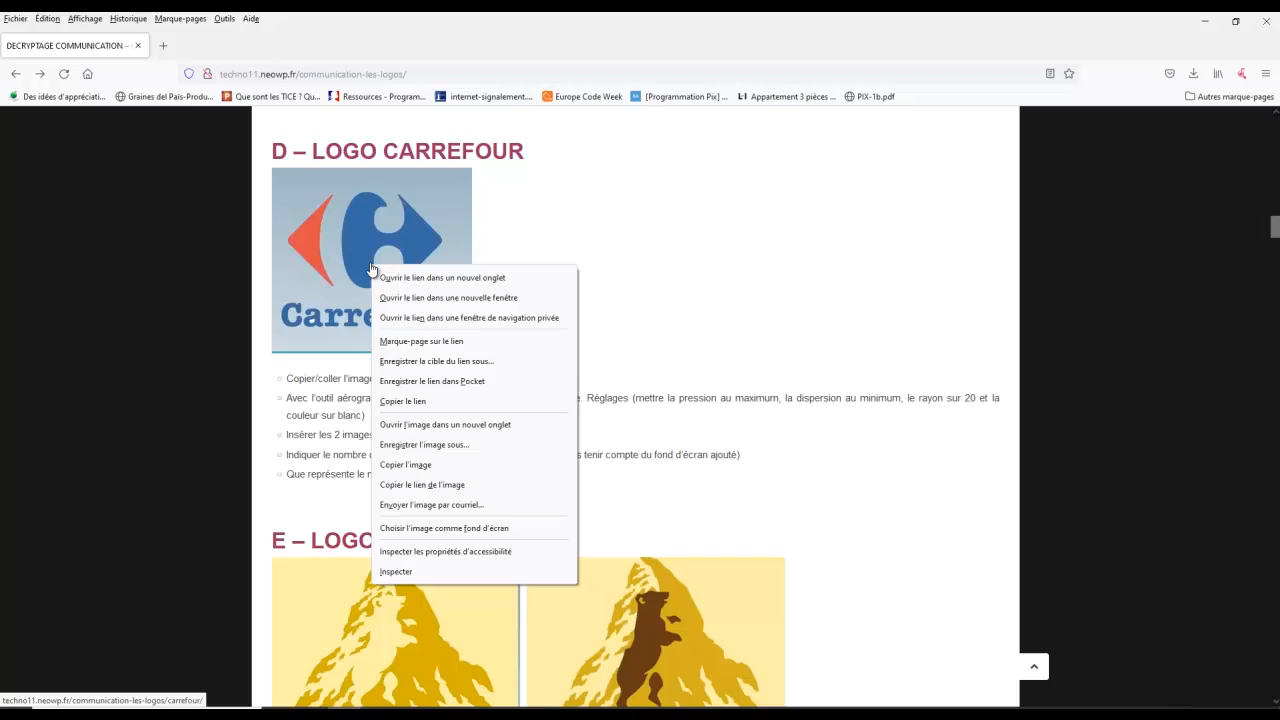 Fichier Édition Affichage Historique Marque-pages Outils Aide
DECRYPTAGE COMMUNICATION –
techno11.neowp.fr/communication-les-logos/
Des idées d'appréciati... Graines del Païs-Produ... Que sont les TICE ? Qu... Ressources - Program... internet-signalement.... Europe Code Week [Programmation Pix] ... Appartement 3 pièces ... PIX-1b.pdf Autres marque-pages
D – LOGO CARREFOUR
Carre
Ouvrir le lien dans un nouvel onglet
Ouvrir le lien dans une nouvelle fenêtre
Ouvrir le lien dans une fenêtre de navigation privée
Marque-page sur le lien
Enregistrer la cible du lien sous...
Enregistrer le lien dans Pocket
Copier le lien
Ouvrir l'image dans un nouvel onglet
Enregistrer l'image sous...
Copier l'image
Copier le lien de l'image
Envoyer l'image par courriel...
Choisir l'image comme fond d'écran
Inspecter les propriétés d'accessibilité
Inspecter
Copier/coller l'image
Avec l'outil aérogra e. Réglages (mettre la pression au maximum, la dispersion au minimum, le rayon sur 20 et la
couleur sur blanc)
Insérer les 2 images
Indiquer le nombre s tenir compte du fond d'écran ajouté)
Que représente le
E – LOGO
techno11.neowp.fr/communication-les-logos/carrefour/